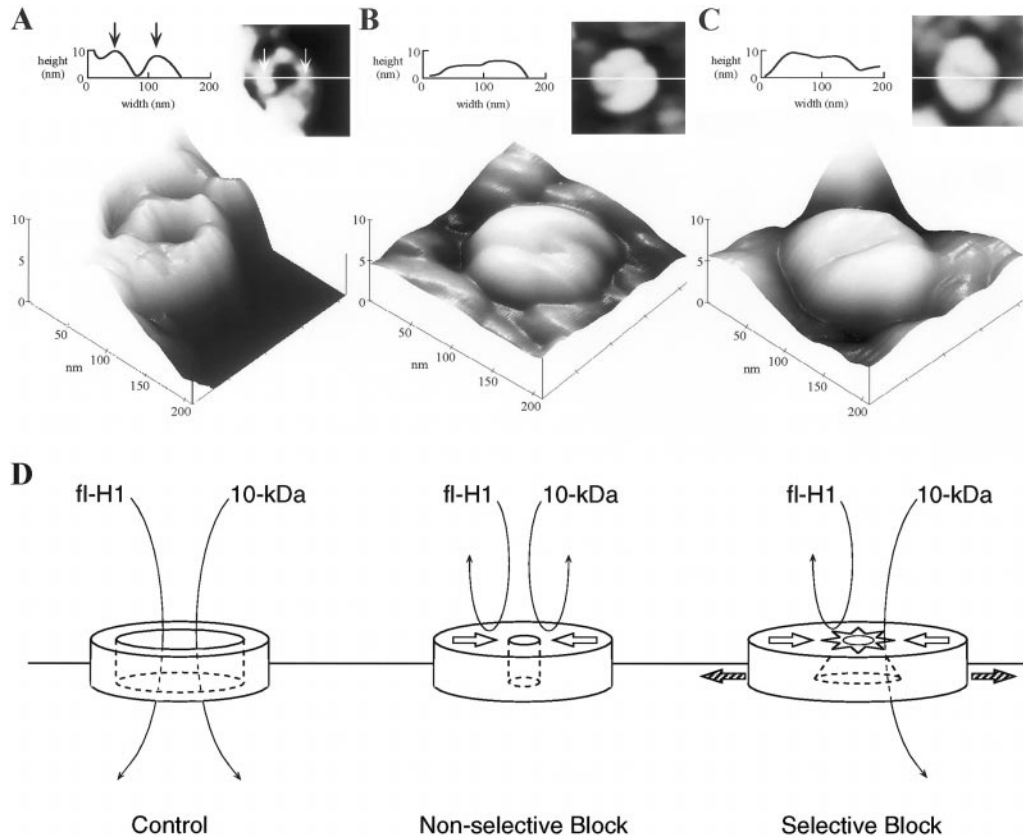 A
height
(nm)
10
0
0 100 200
width (nm)
10
5
0
50
100
nm
150
200
B
height
(nm)
10
0
0 100 200
width (nm)
10
5
0
50
100
nm
150
200
C
height
(nm)
10
0
0 100 200
width (nm)
10
5
0
50
100
nm
150
200
D
fl-H1 10-kDa
fl-H1 10-kDa
fl-H1 10-kDa
Control
Non-selective Block
Selective Block